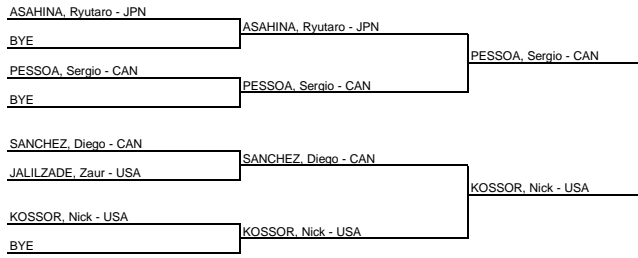 ASAHINA, Ryutaro - JPN
BYE
ASAHINA, Ryutaro - JPN
PESSOA, Sergio - CAN
BYE
PESSOA, Sergio - CAN
PESSOA, Sergio - CAN
SANCHEZ, Diego - CAN
JALILZADE, Zaur - USA
SANCHEZ, Diego - CAN
KOSSOR, Nick - USA
BYE
KOSSOR, Nick - USA
KOSSOR, Nick - USA